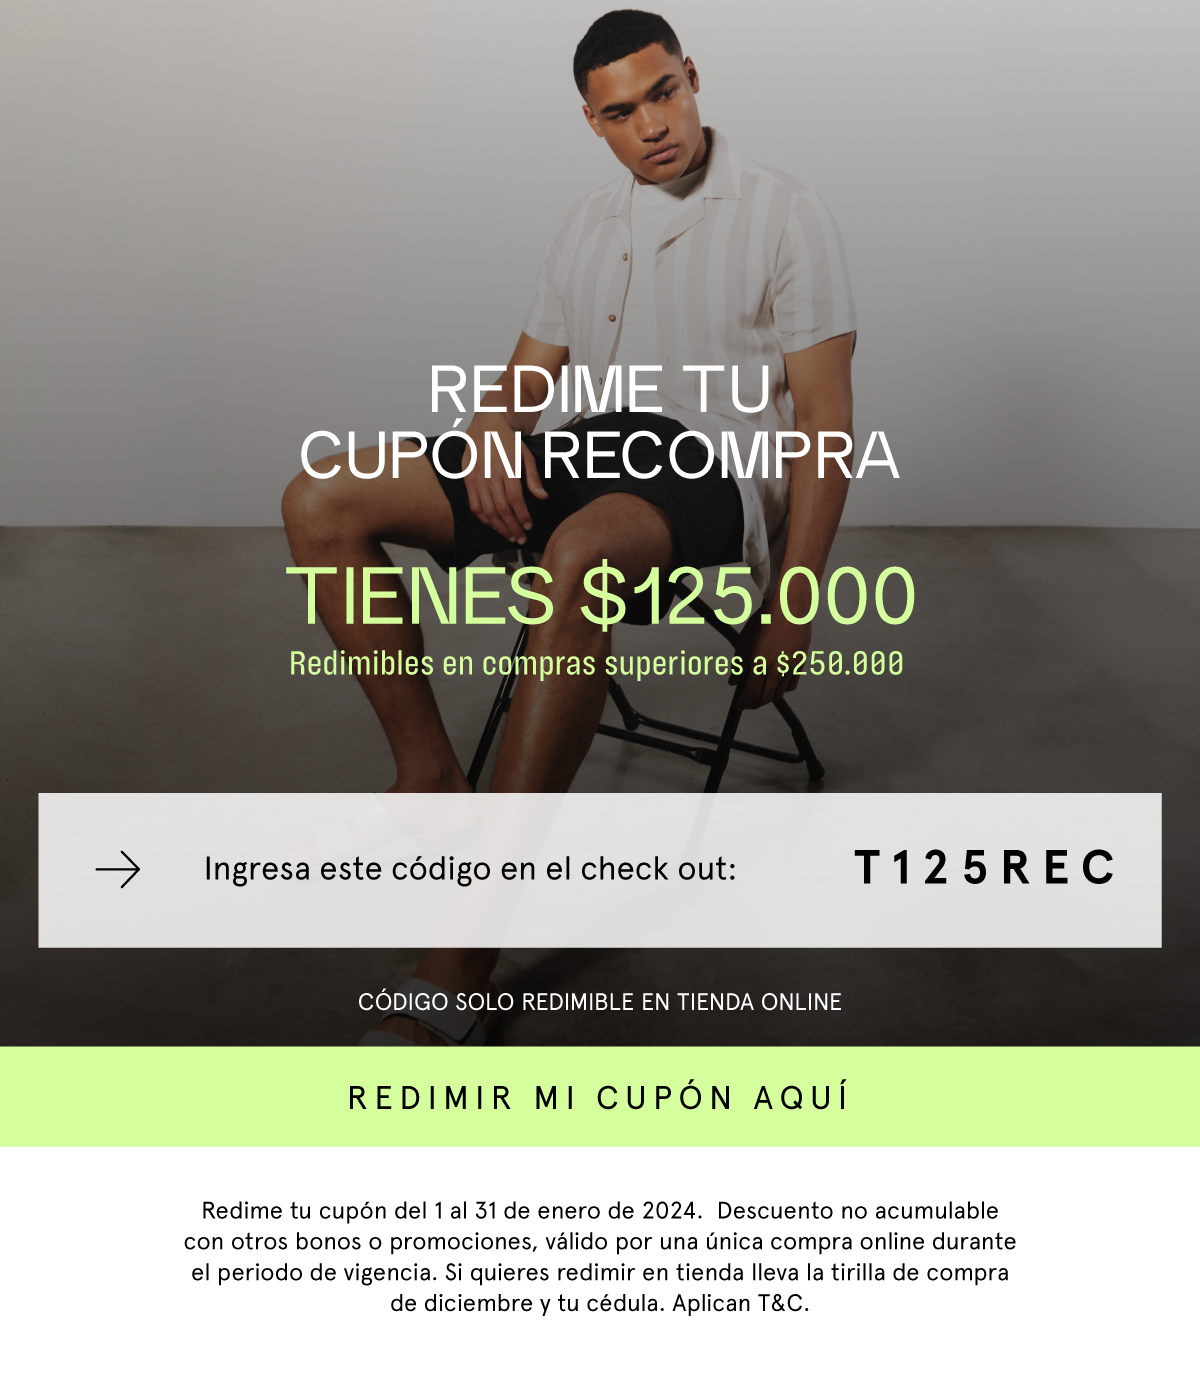 REDIME TU
CUPÓN RECOMPRA
TIENES $125.000
Redimibles en compras superiores a $250.000
Ingresa este código en el check out: T125REC
CÓDIGO SOLO REDIMIBLE EN TIENDA ONLINE
REDIMIR MI CUPÓN AQUÍ
Redime tu cupón del 1 al 31 de enero de 2024. Descuento no acumulable
con otros bonos o promociones, válido por una única compra online durante
el periodo de vigencia. Si quieres redimir en tienda lleva la tirilla de compra
de diciembre y tu cédula. Aplican T&C.